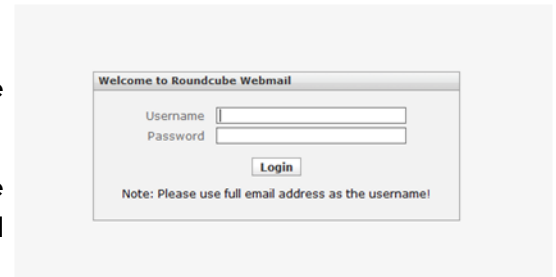 Welcome to Roundcube Webmail
Username
Password
Login
Note: Please use full email address as the username!